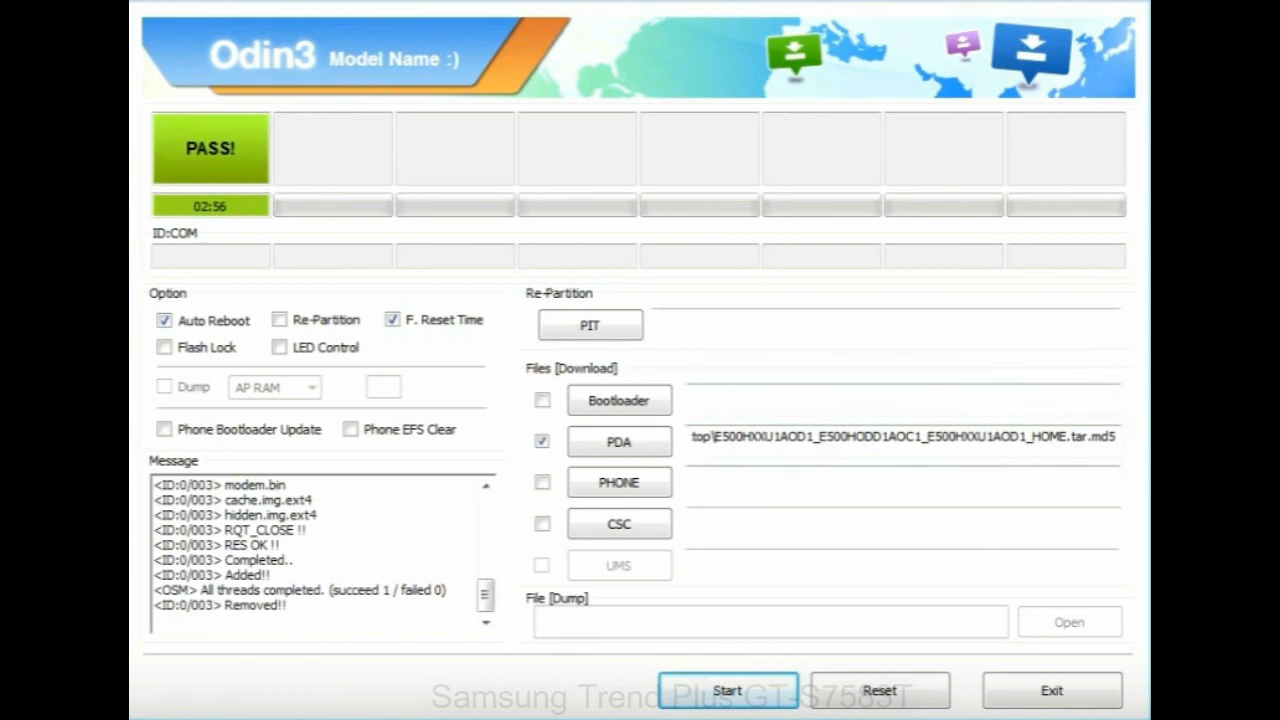 Odin3 Model Name :)
PASS!
02:56
ID:COM
Option
Auto Reboot Re-Partition F. Reset Time
Flash Lock LED Control
Dump AP RAM
Phone Bootloader Update Phone EFS Clear
Message
<ID:0/003> modem.bin
<ID:0/003> cache.img.ext4
<ID:0/003> hidden.img.ext4
<ID:0/003> RQT_CLOSE !!
<ID:0/003> RES OK !!
<ID:0/003> Completed..
<ID:0/003> Added!!
<OSM> All threads completed. (succeed 1 / failed 0)
<ID:0/003> Removed!!
Re-Partition
PIT
Files [Download]
Bootloader
PDA top\E500HXXU1AOD1_E500HODD1AOC1_E500HXXU1AOD1_HOME.tar.md5
PHONE
CSC
UMS
File [Dump]
Open
Start Reset Exit
Samsung Trend Plus GT-S7583T